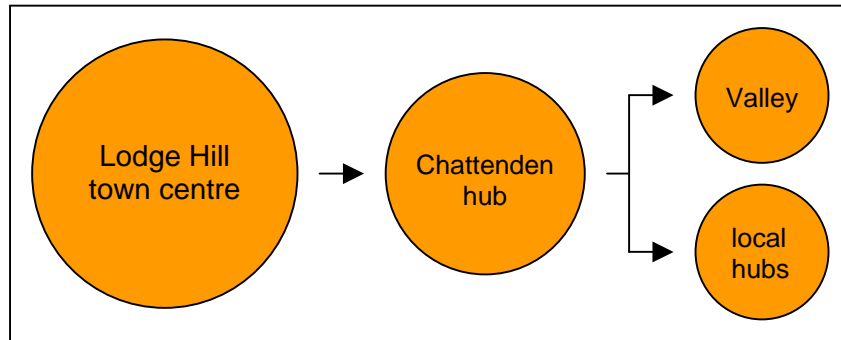 Lodge Hill
town centre
Chattenden
hub
Valley
local
hubs